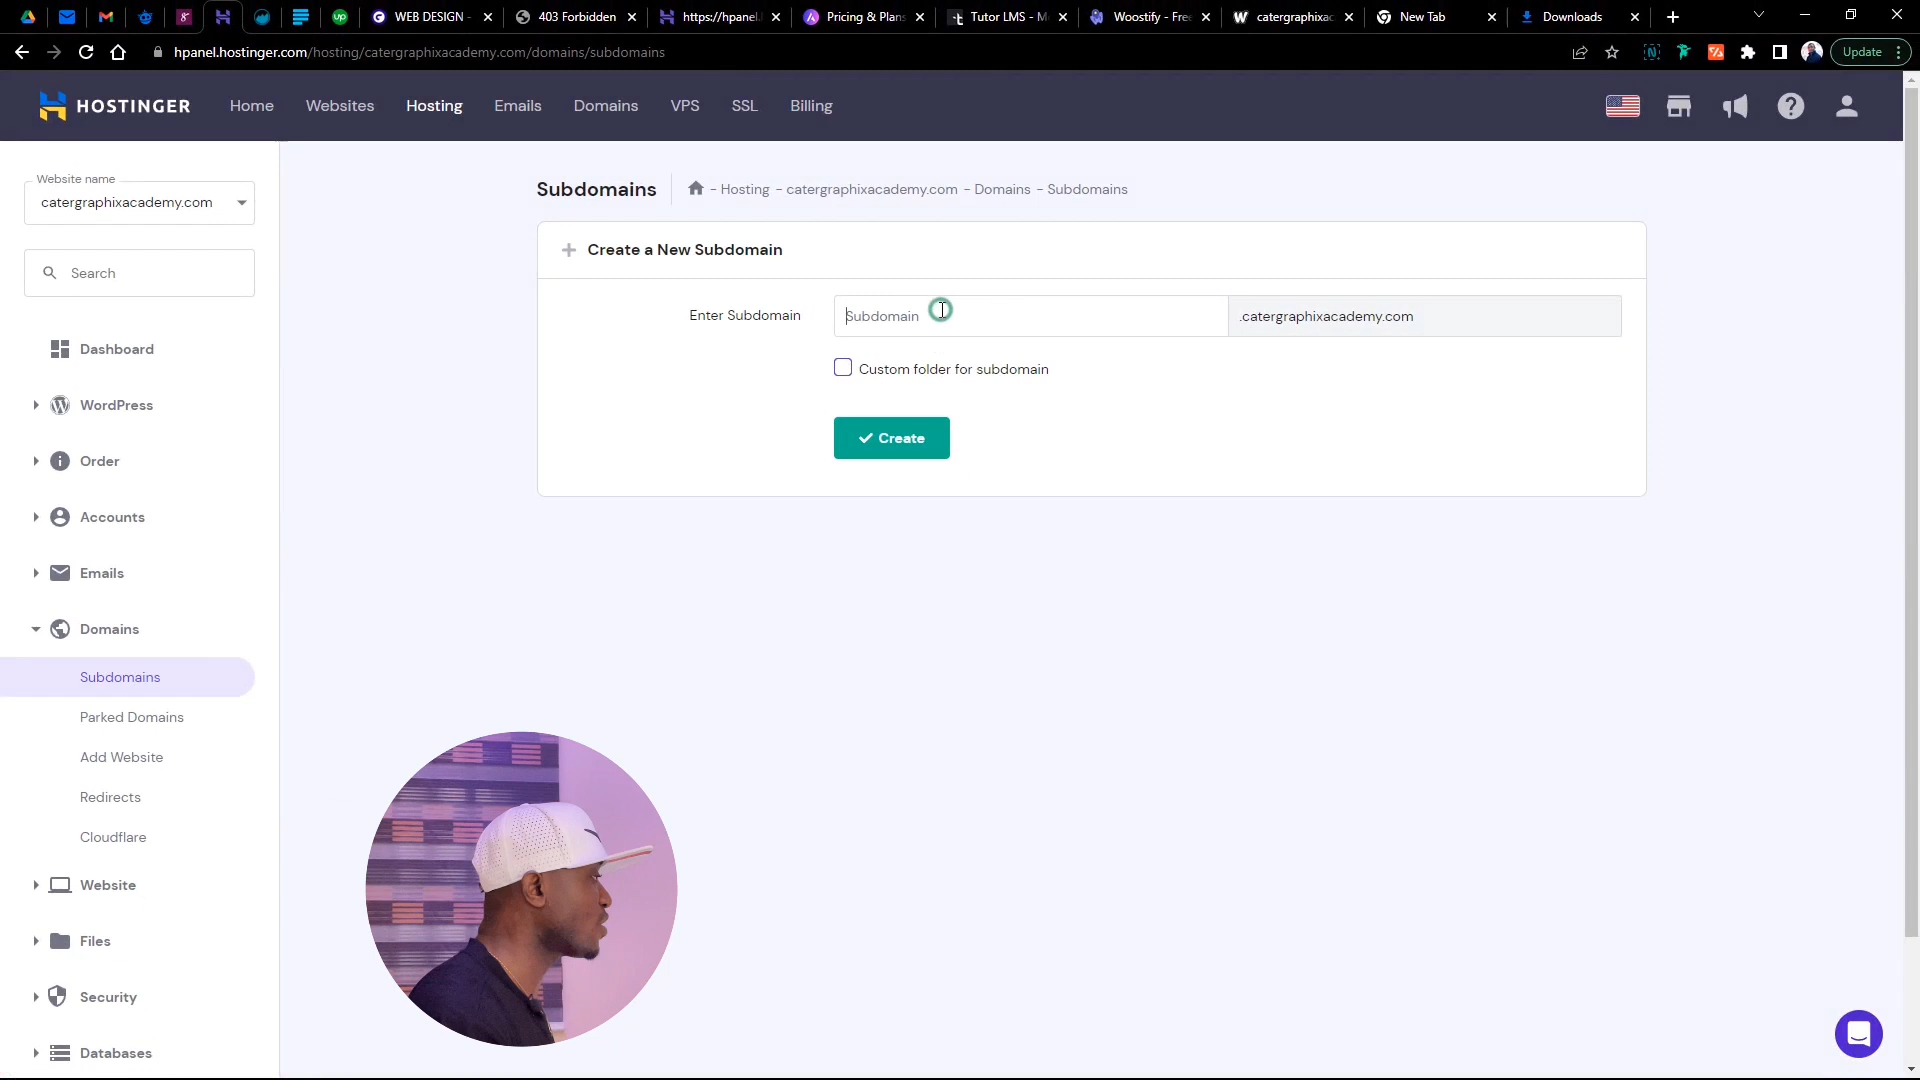 WEB DESIGN -
403 Forbidden
https://hpanel.
Pricing & Plans
Tutor LMS - M
Woostify - Free
catergraphixac
New Tab
Downloads
hpanel.hostinger.com/hosting/catergraphixacademy.com/domains/subdomains
Update
HOSTINGER
Home
Websites
Hosting
Emails
Domains
VPS
SSL
Billing
Website name
catergraphixacademy.com
Search
Dashboard
WordPress
Order
Accounts
Emails
Domains
Subdomains
Parked Domains
Add Website
Redirects
Cloudflare
Website
Files
Security
Databases
Subdomains
- Hosting - catergraphixacademy.com - Domains - Subdomains
Create a New Subdomain
Enter Subdomain
Subdomain
.catergraphixacademy.com
Custom folder for subdomain
Create